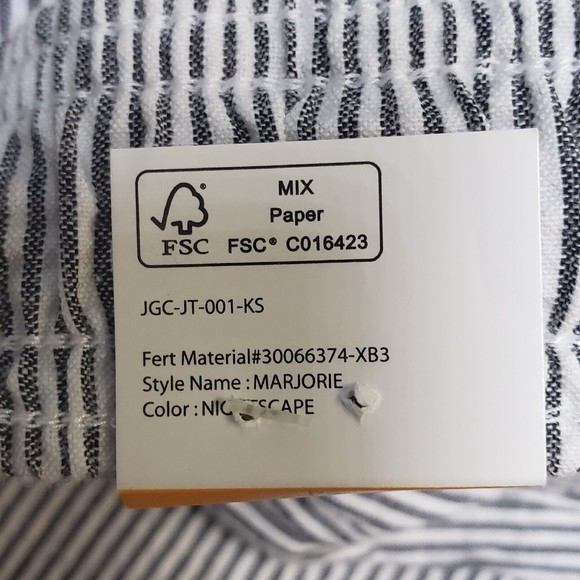 MIX
Paper
FSC® FSC® C016423
JGC-JT-001-KS
Fert Material#30066374-XB3
Style Name : MARJORIE
Color :